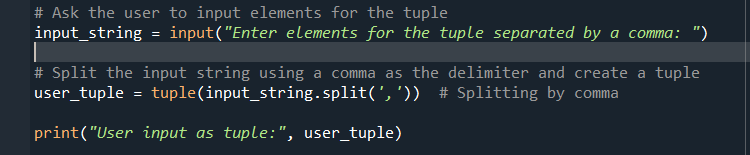 # Ask the user to input elements for the tuple
input_string = input("Enter elements for the tuple separated by a comma: ")
# Split the input string using a comma as the delimiter and create a tuple
user_tuple = tuple(input_string.split(','))  # Splitting by comma
print("User input as tuple:", user_tuple)